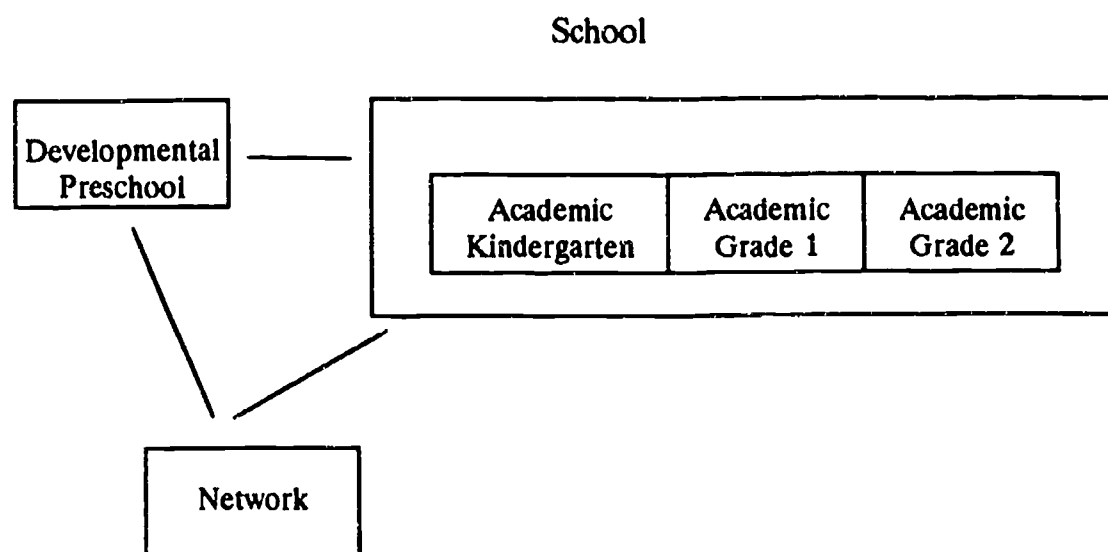 School
Developmental
Preschool
Academic
Kindergarten
Academic
Grade 1
Academic
Grade 2
Network